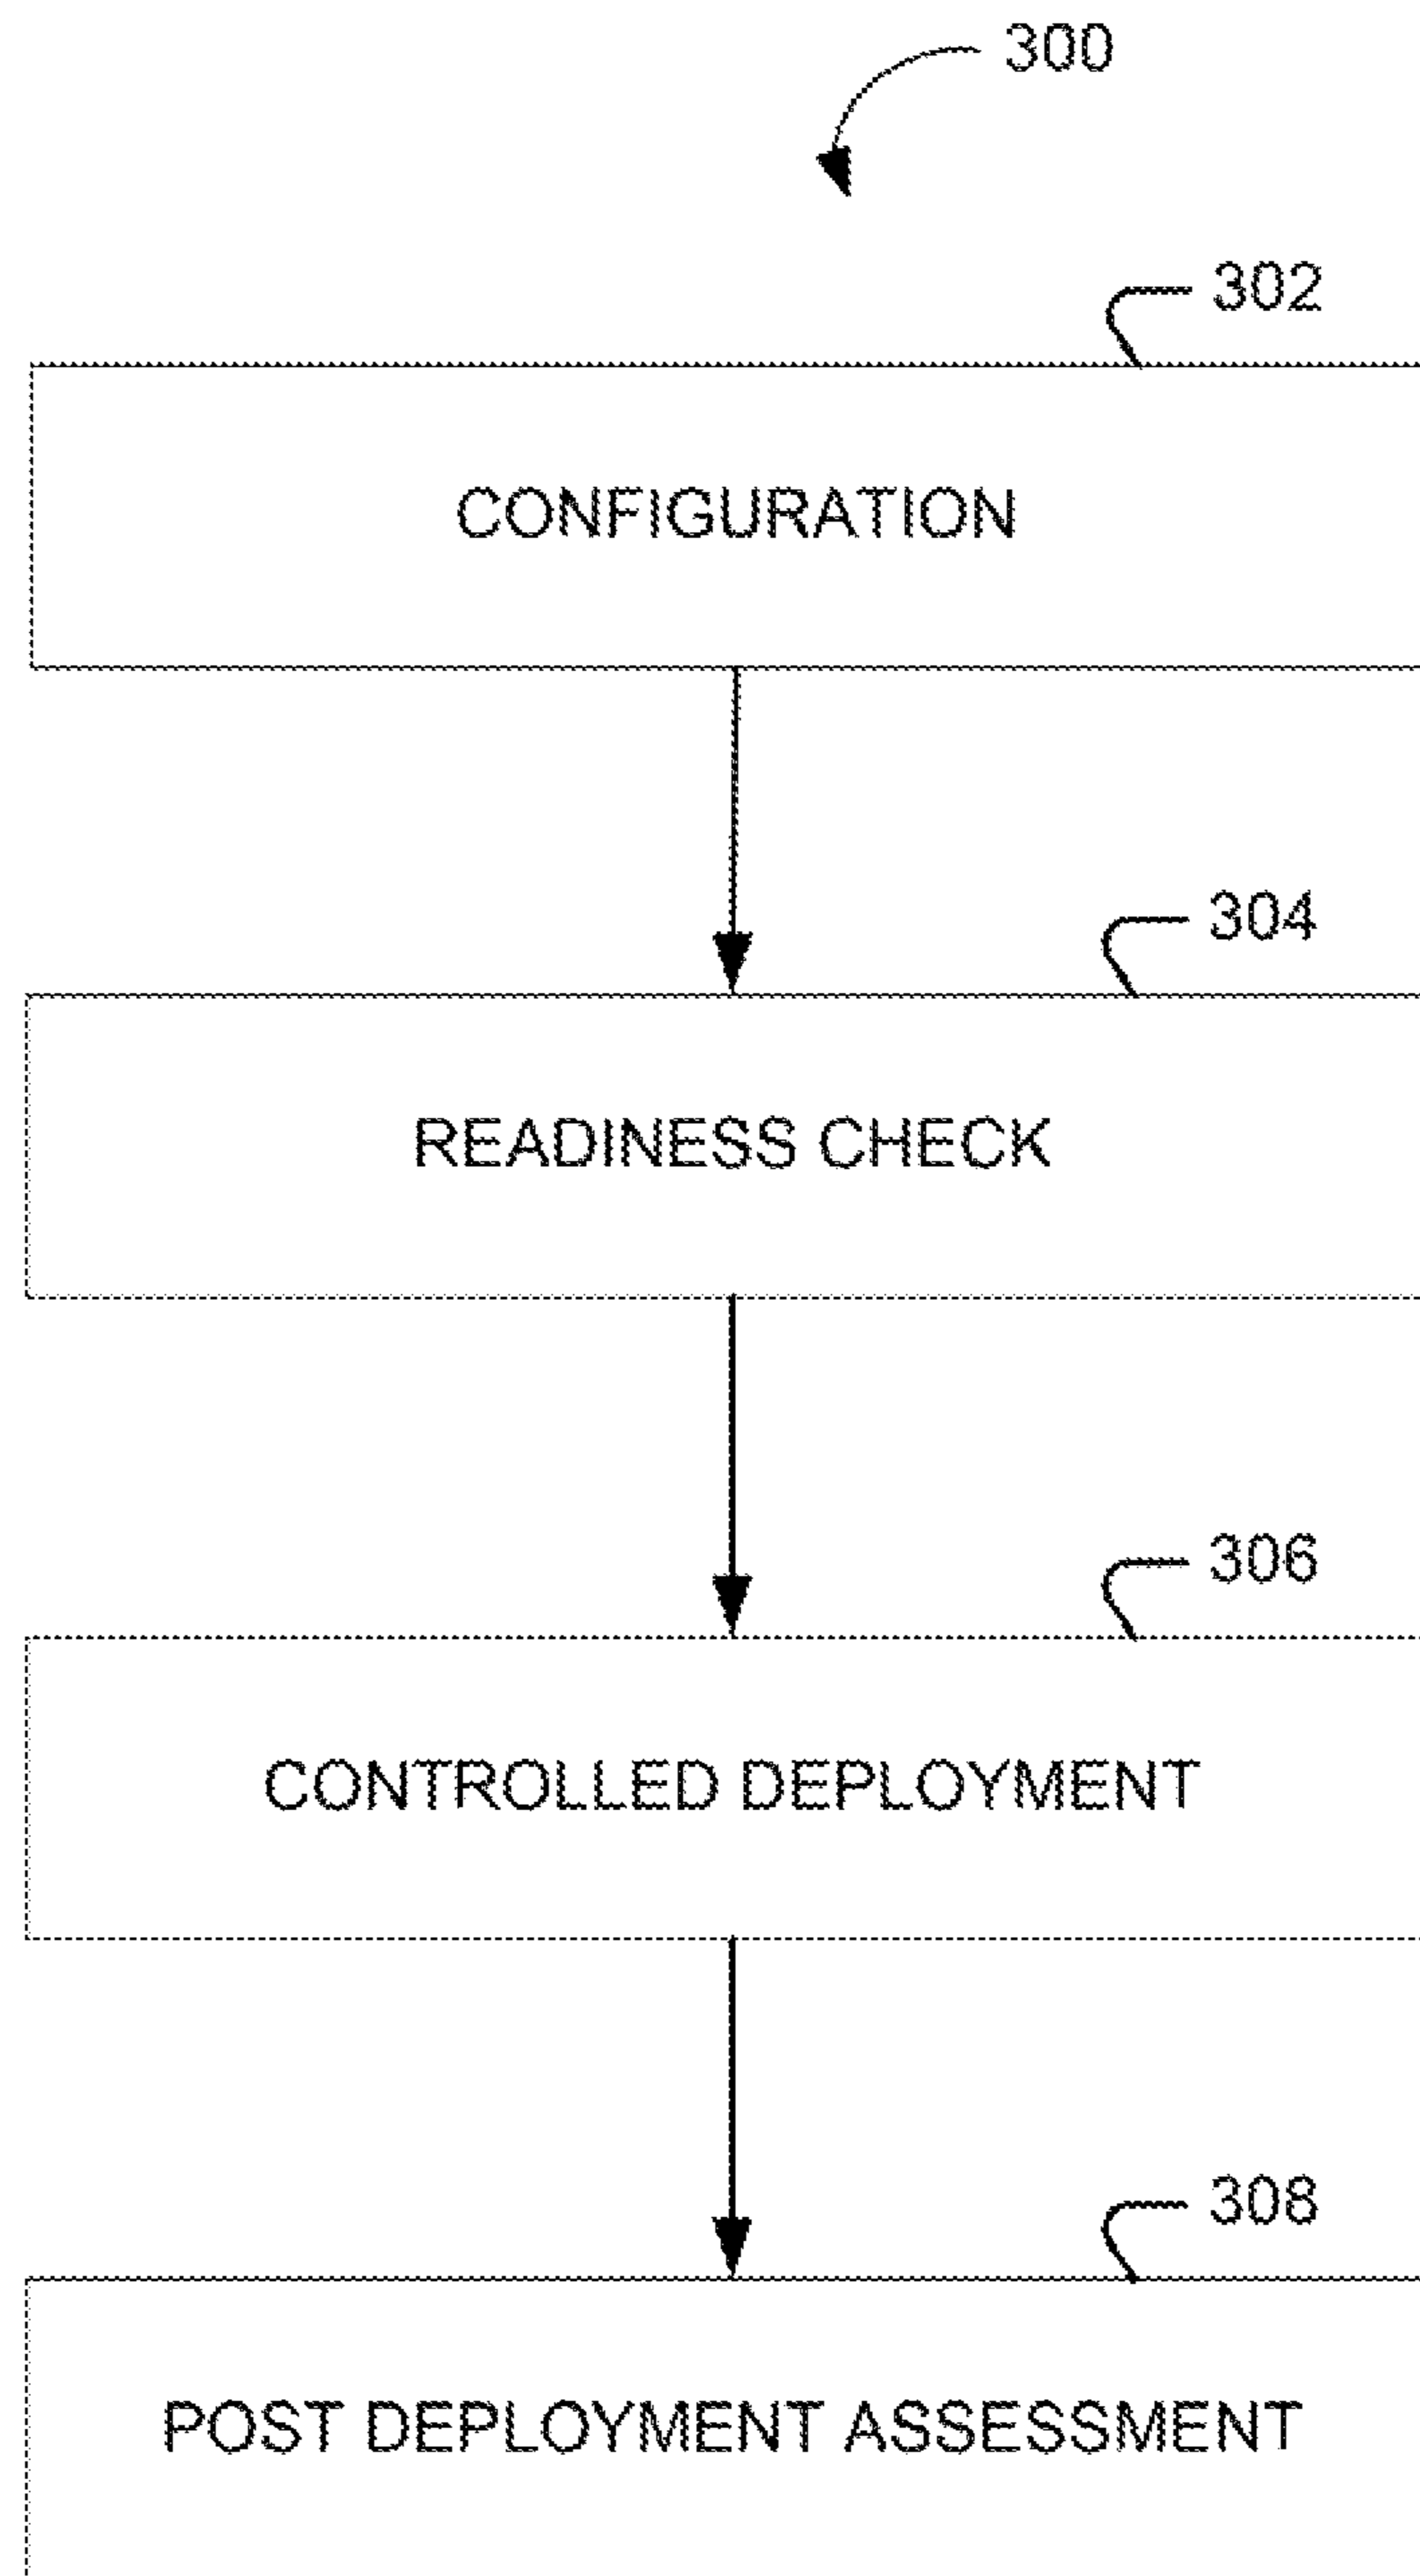 300
302
CONFIGURATION
304
READINESS CHECK
306
CONTROLLED DEPLOYMENT
308
POST DEPLOYMENT ASSESSMENT